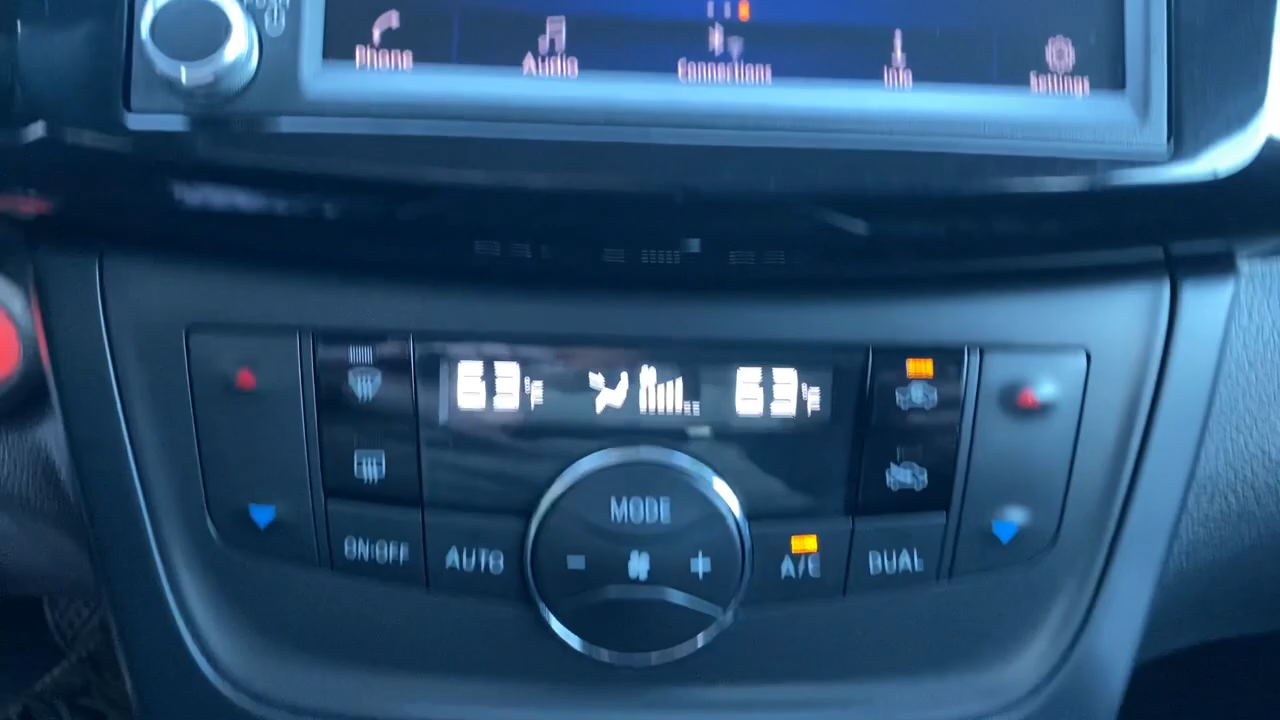 Phone
Audio
Connections
Info
Settings
63°F
63°F
MODE
ON·OFF
AUTO
A/C
DUAL